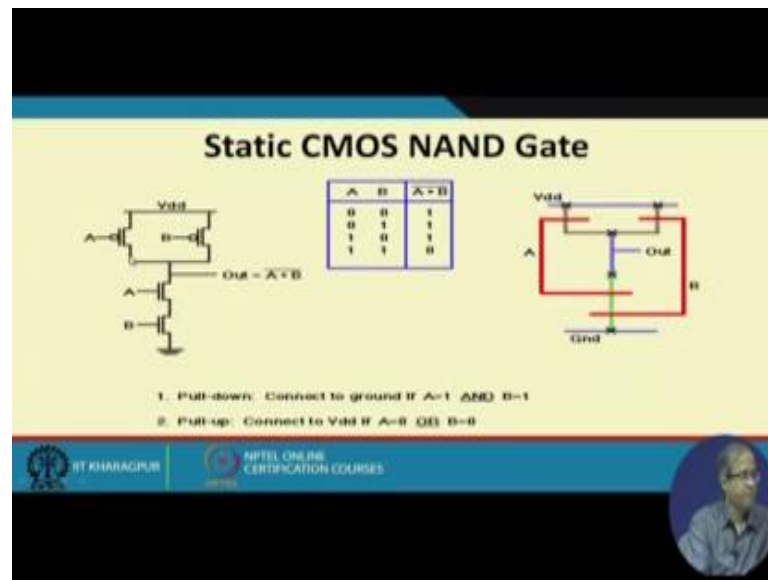 Static CMOS NAND Gate
Vdd
A
B
Out = A • B
A
B
A B A • B
0 0 1
0 1 1
1 0 1
1 1 0
Vdd
A
Out
B
Gnd
1. Pull-down: Connect to ground If A=1 AND B=1
2. Pull-up: Connect to Vdd If A=0 OR B=0
IIT KHARAGPUR
NPTEL ONLINE
CERTIFICATION COURSES
NPTEL